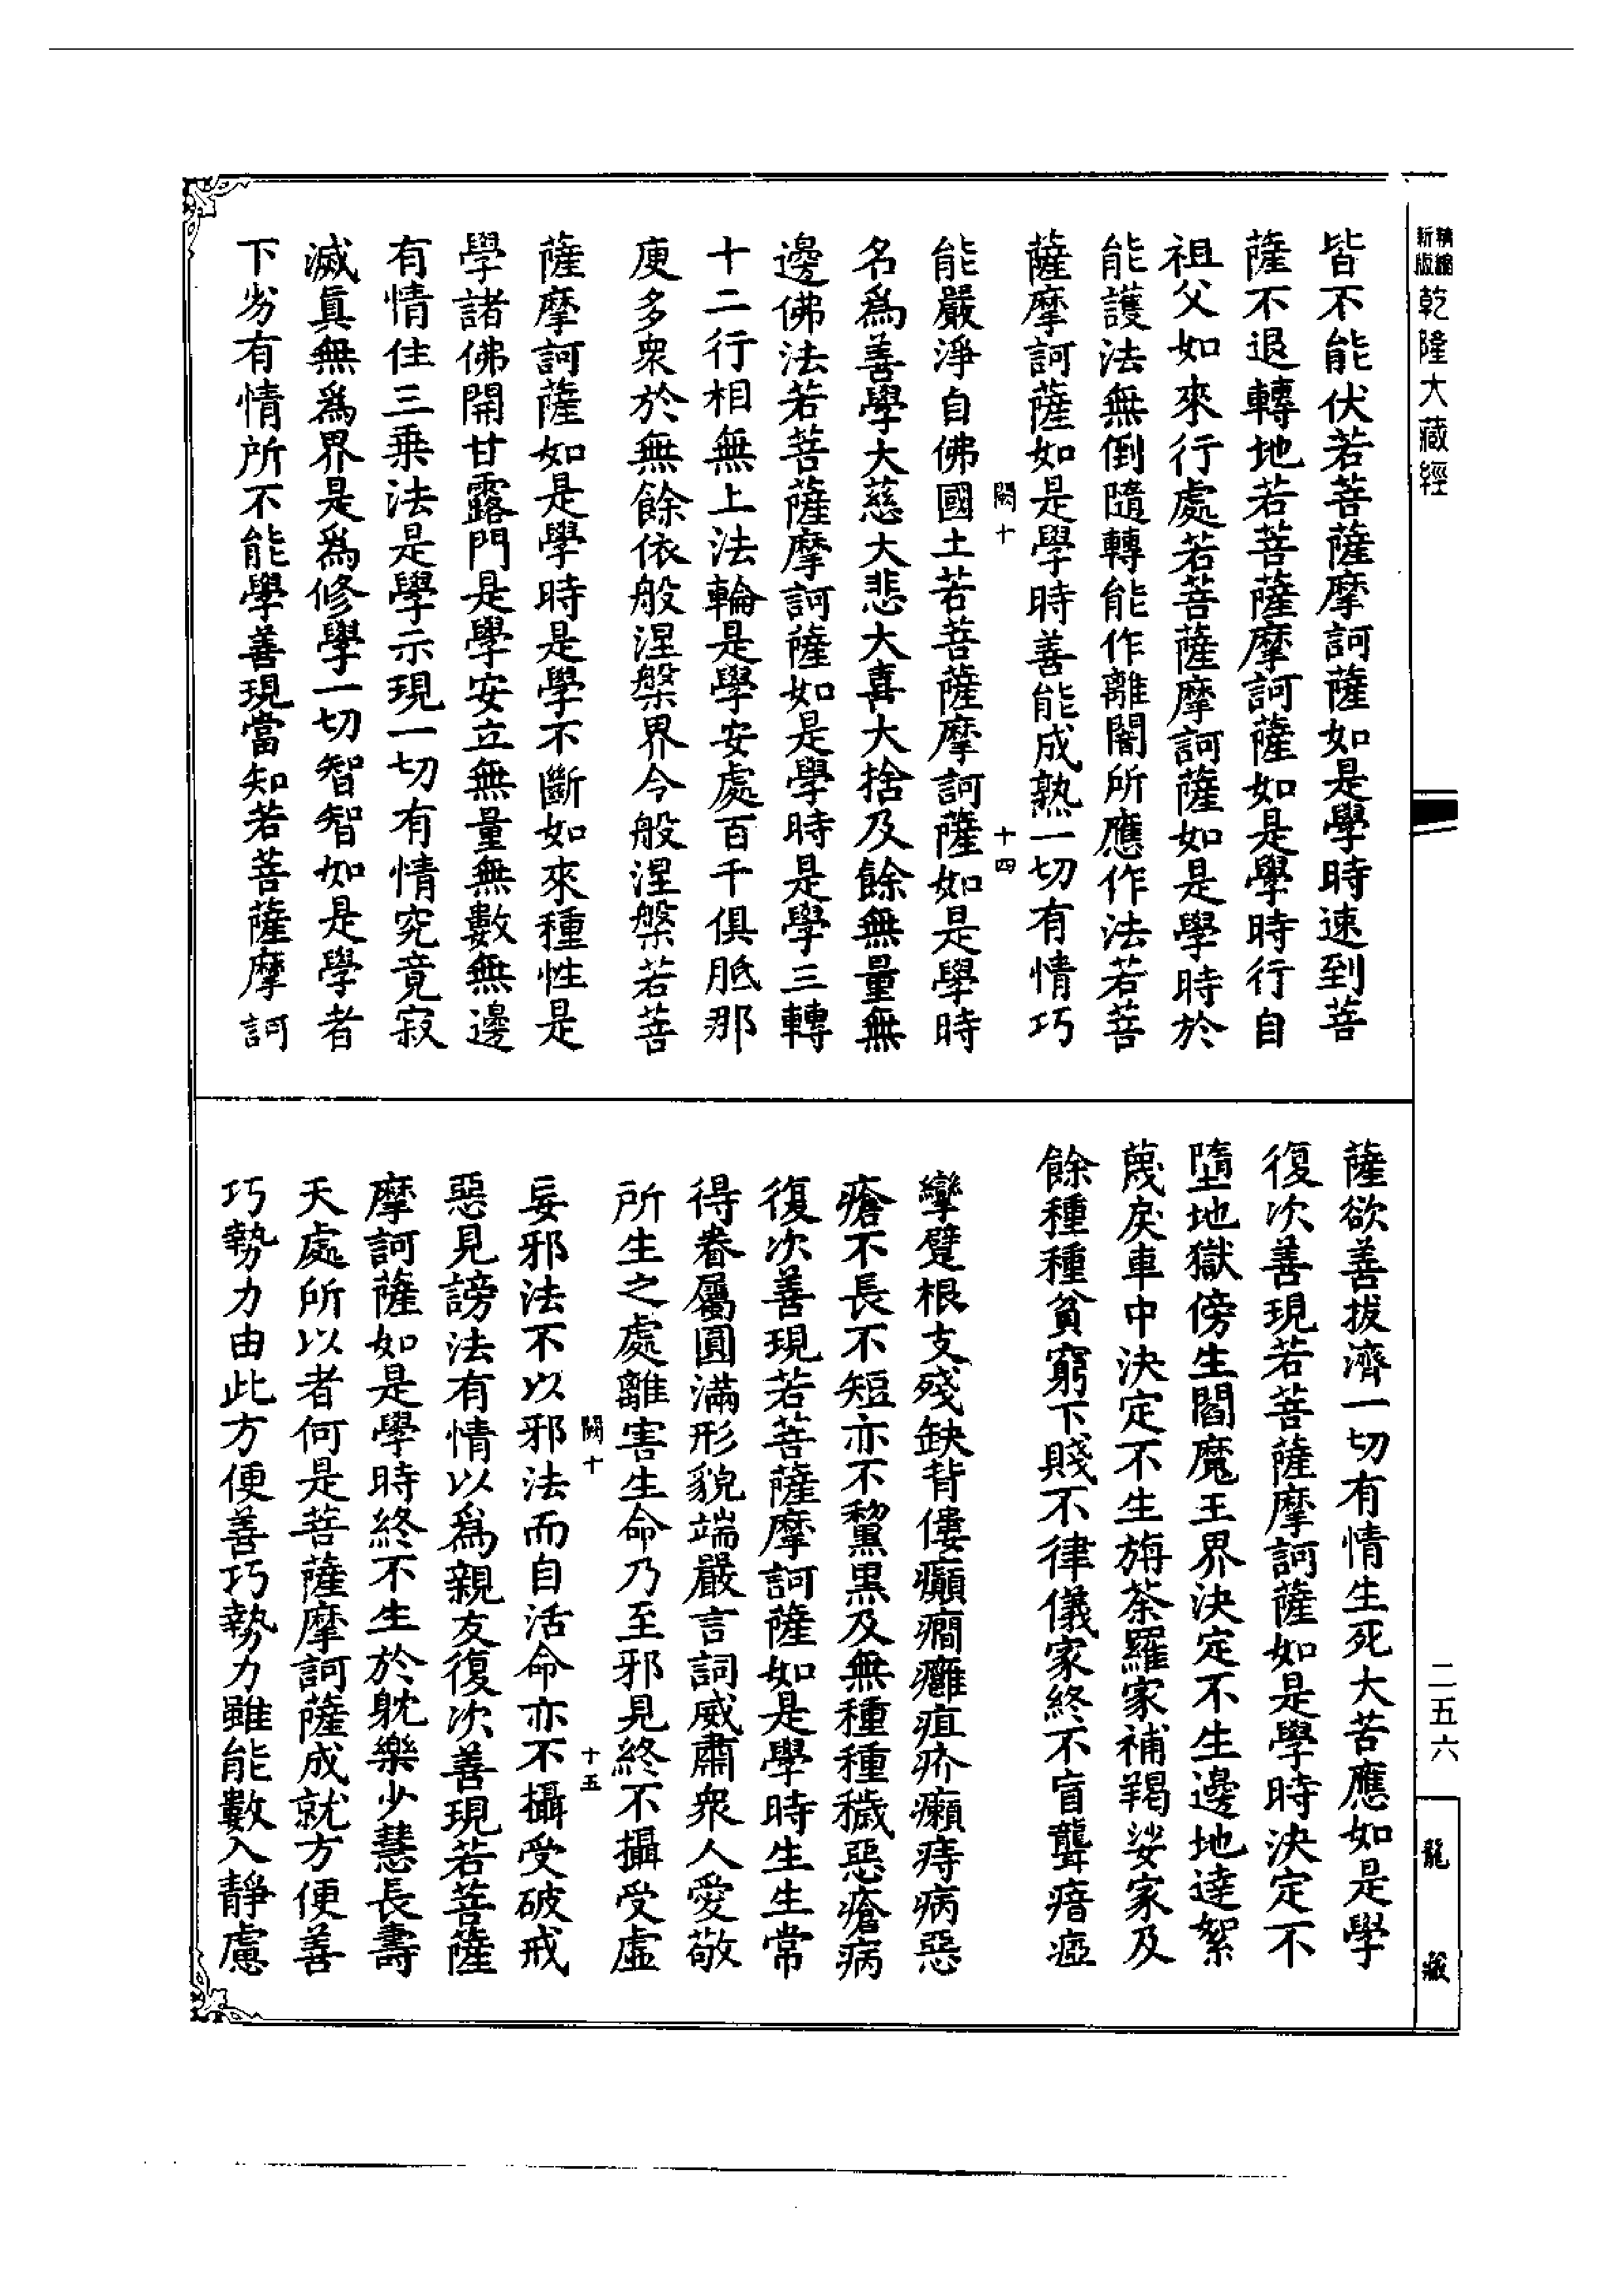 精縮新版乾隆大藏經
皆不能伏若菩薩摩訶薩如是學時速到菩
薩不退轉地若菩薩摩訶薩如是學時行自
祖父如來行處若菩薩摩訶薩如是學時於
能護法無倒隨轉能作離闇所應作法若菩
薩摩訶薩如是學時善能成熟一切有情巧
闕十 十四
能嚴淨自佛國土若菩薩摩訶薩如是學時
名爲善學大慈大悲大喜大捨及餘無量無
邊佛法若菩薩摩訶薩如是學時是學三轉
十二行相無上法輪是學安處百千俱胝那
庾多衆於無餘依般涅槃界令般涅槃若菩
薩摩訶薩如是學時是學不斷如來種性是
學諸佛開甘露門是學安立無量無數無邊
有情住三乘法是學示現一切有情究竟寂
滅眞無爲界是爲修學一切智智如是學者
下劣有情所不能學善現當知若菩薩摩訶
薩欲善拔濟一切有情生死大苦應如是學
復次善現若菩薩摩訶薩如是學時決定不
墮地獄傍生閻魔王界決定不生邊地達絮
蔑戾車中決定不生旃荼羅家補羯娑家及
餘種種貧窮下賤不律儀家終不盲聾瘖瘂
攣躄根支殘缺背僂癲癇癰疽疥癩痔病惡
瘡不長不短亦不黧黑及無種種穢惡瘡病
復次善現若菩薩摩訶薩如是學時生生常
得眷屬圓滿形貌端嚴言詞威肅衆人愛敬
所生之處離害生命乃至邪見終不攝受虛
闕十 十五
妄邪法不以邪法而自活命亦不攝受破戒
惡見謗法有情以爲親友復次善現若菩薩
摩訶薩如是學時終不生於躭樂少慧長壽
天處所以者何是菩薩摩訶薩成就方便善
巧勢力由此方便善巧勢力雖能數入靜慮
二五六
龍藏